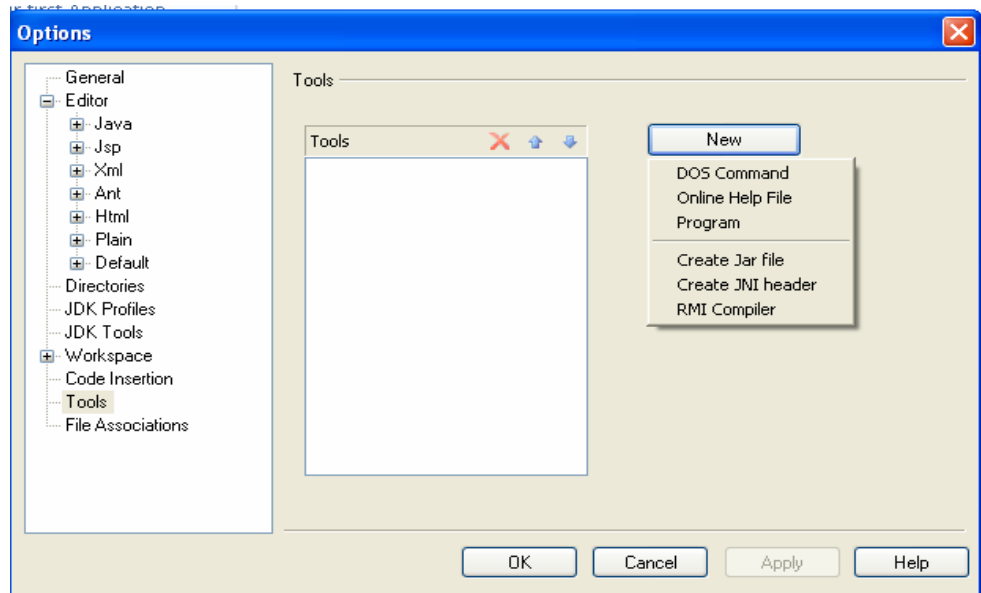 r first Application
Options
General
Editor
Java
Jsp
Xml
Ant
Html
Plain
Default
Directories
JDK Profiles
JDK Tools
Workspace
Code Insertion
Tools
File Associations
Tools
Tools
New
DOS Command
Online Help File
Program
Create Jar file
Create JNI header
RMI Compiler
OK
Cancel
Apply
Help